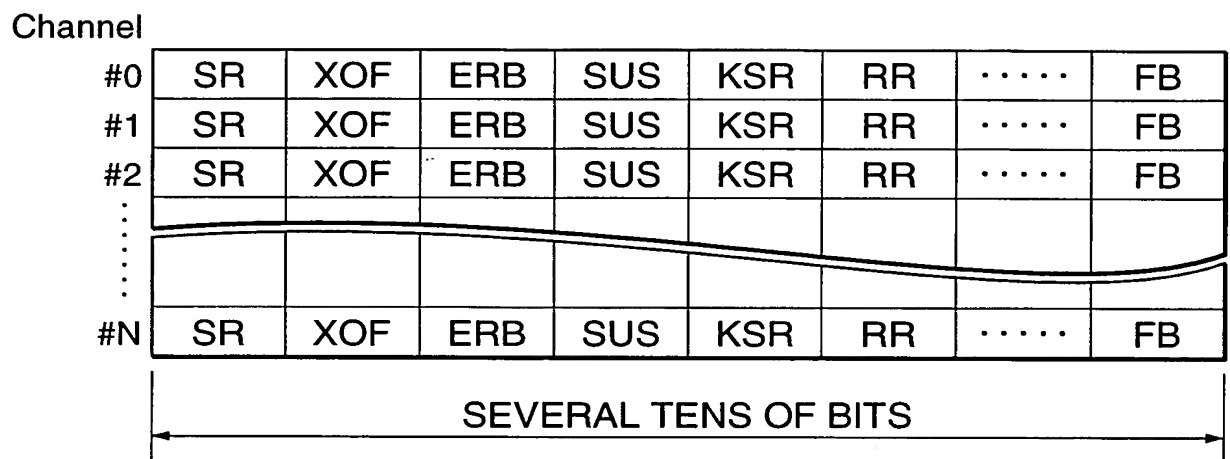 Channel
#0 SR XOF ERB SUS KSR RR ..... FB
#1 SR XOF ERB SUS KSR RR ..... FB
#2 SR XOF ERB SUS KSR RR ..... FB
#N SR XOF ERB SUS KSR RR ..... FB
SEVERAL TENS OF BITS